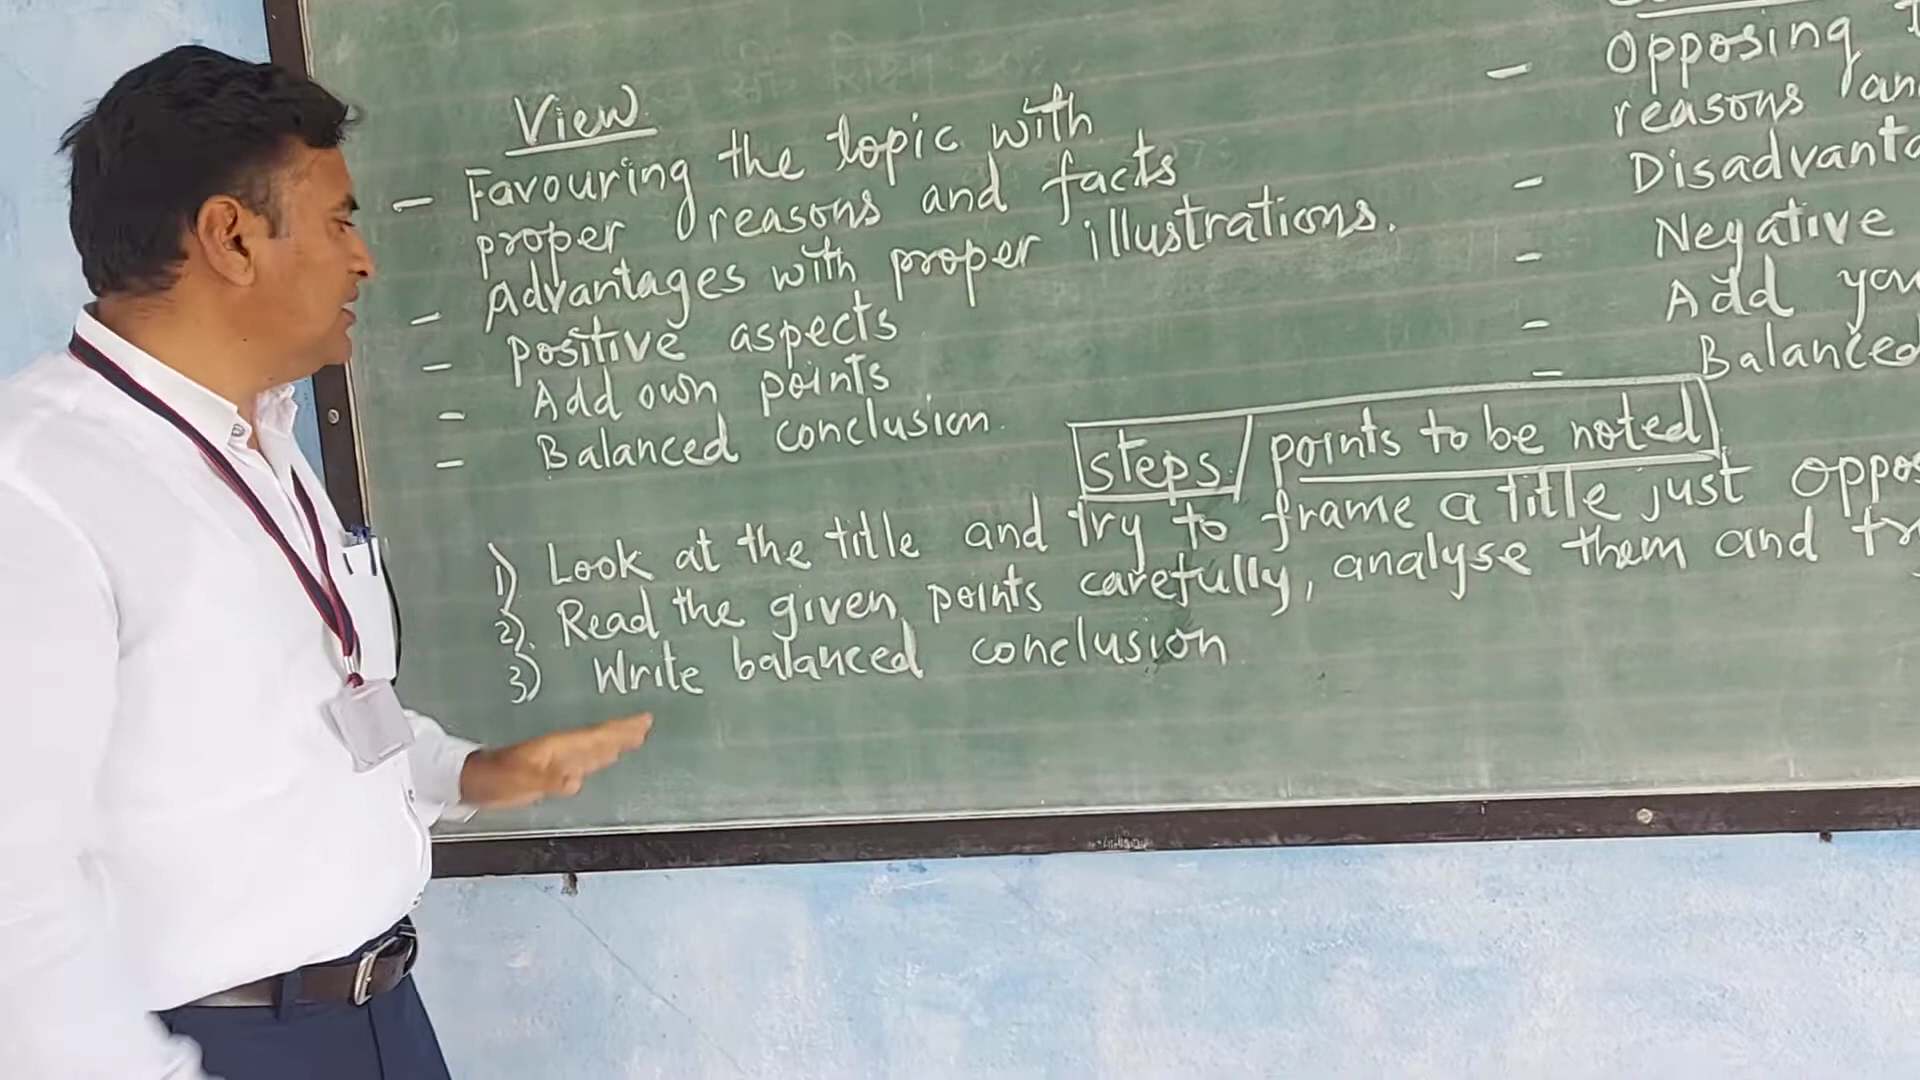 View
- Favouring the topic with
proper reasons and facts
- Advantages with proper illustrations.
- Positive aspects
- Add own points
- Balanced conclusion.
- Opposing
reasons
-
- Negative
- Add
- Balanced
steps / points to be noted
1) Look at the title and try to frame a title just
2) Read the given points carefully, analyse them and
3) Write balanced conclusion